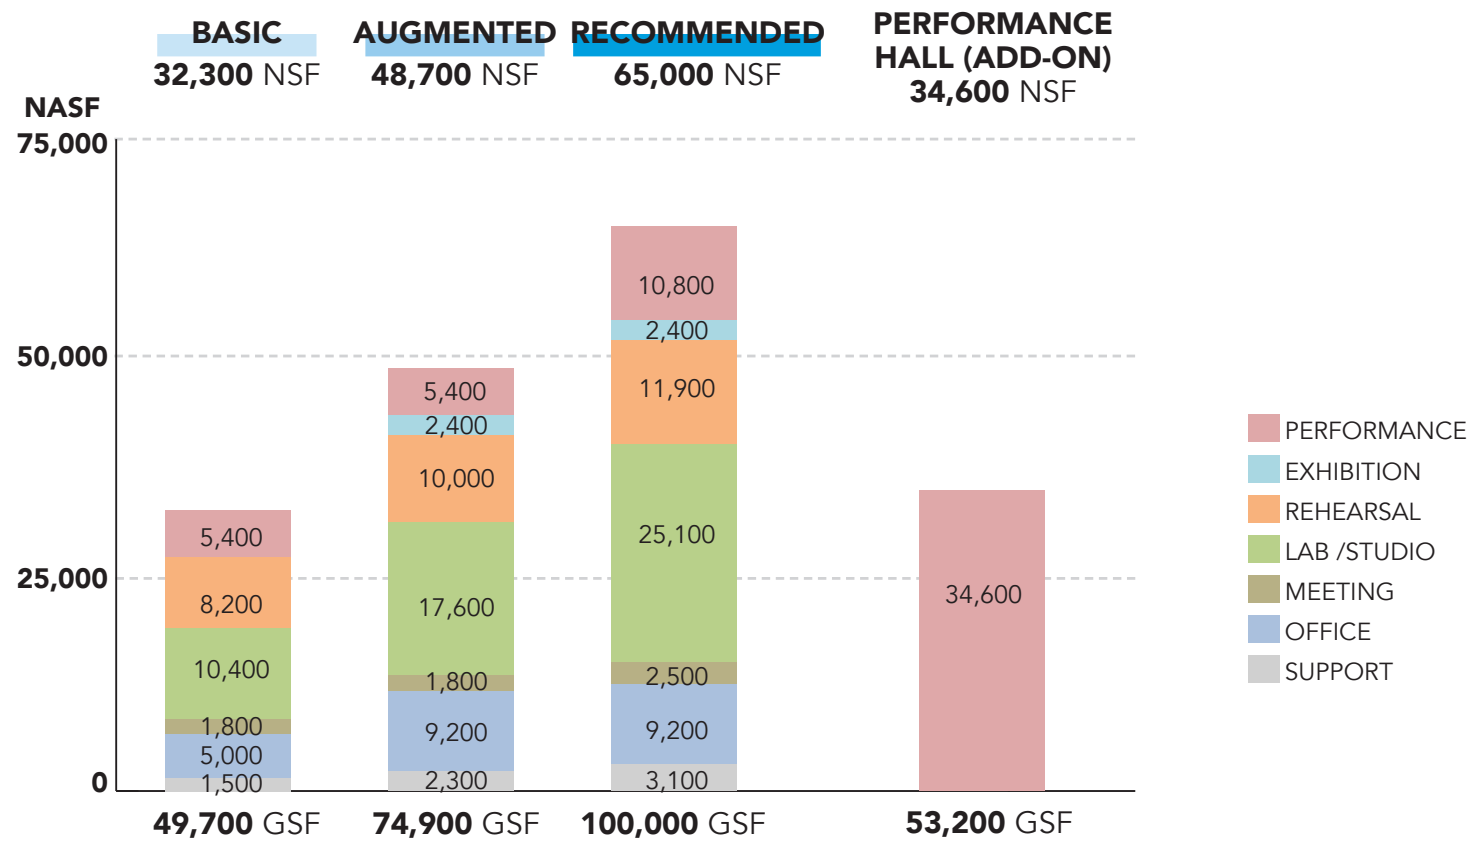 BASIC
32,300 NSF
AUGMENTED
48,700 NSF
RECOMMENDED
65,000 NSF
PERFORMANCE
HALL (ADD-ON)
34,600 NSF
NASF
75,000
50,000
25,000
0
5,400
8,200
10,400
1,800
5,000
1,500
49,700 GSF
5,400
2,400
10,000
17,600
1,800
9,200
2,300
74,900 GSF
10,800
2,400
11,900
25,100
2,500
9,200
3,100
100,000 GSF
34,600
53,200 GSF
PERFORMANCE
EXHIBITION
REHEARSAL
LAB /STUDIO
MEETING
OFFICE
SUPPORT